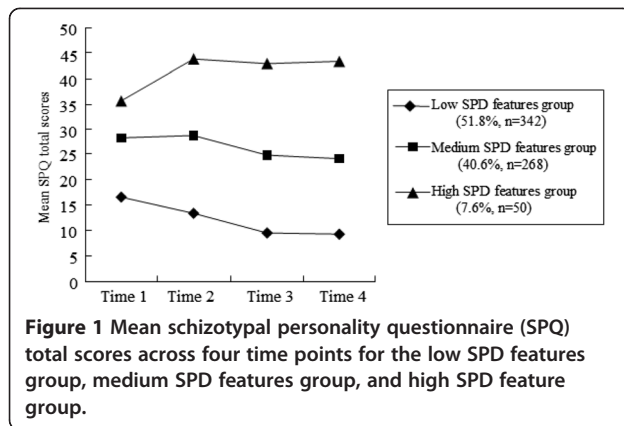 50
45
40
35
30
25
20
15
10
5
0
Mean SPQ total scores
Time 1 Time 2 Time 3 Time 4
Low SPD features group
(51.8%, n=342)
Medium SPD features group
(40.6%, n=268)
High SPD features group
(7.6%, n=50)
Figure 1 Mean schizotypal personality questionnaire (SPQ)
total scores across four time points for the low SPD features
group, medium SPD features group, and high SPD feature
group.